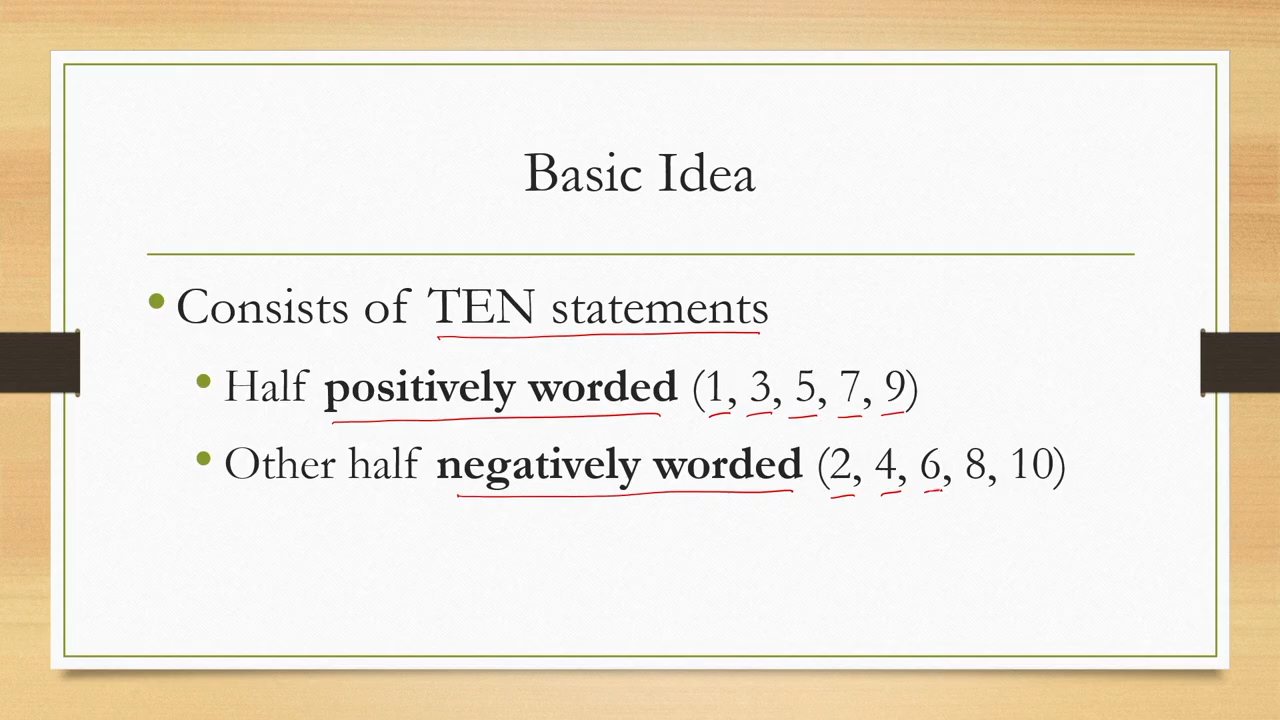 Basic Idea
• Consists of TEN statements
• Half positively worded (1, 3, 5, 7, 9)
• Other half negatively worded (2, 4, 6, 8, 10)